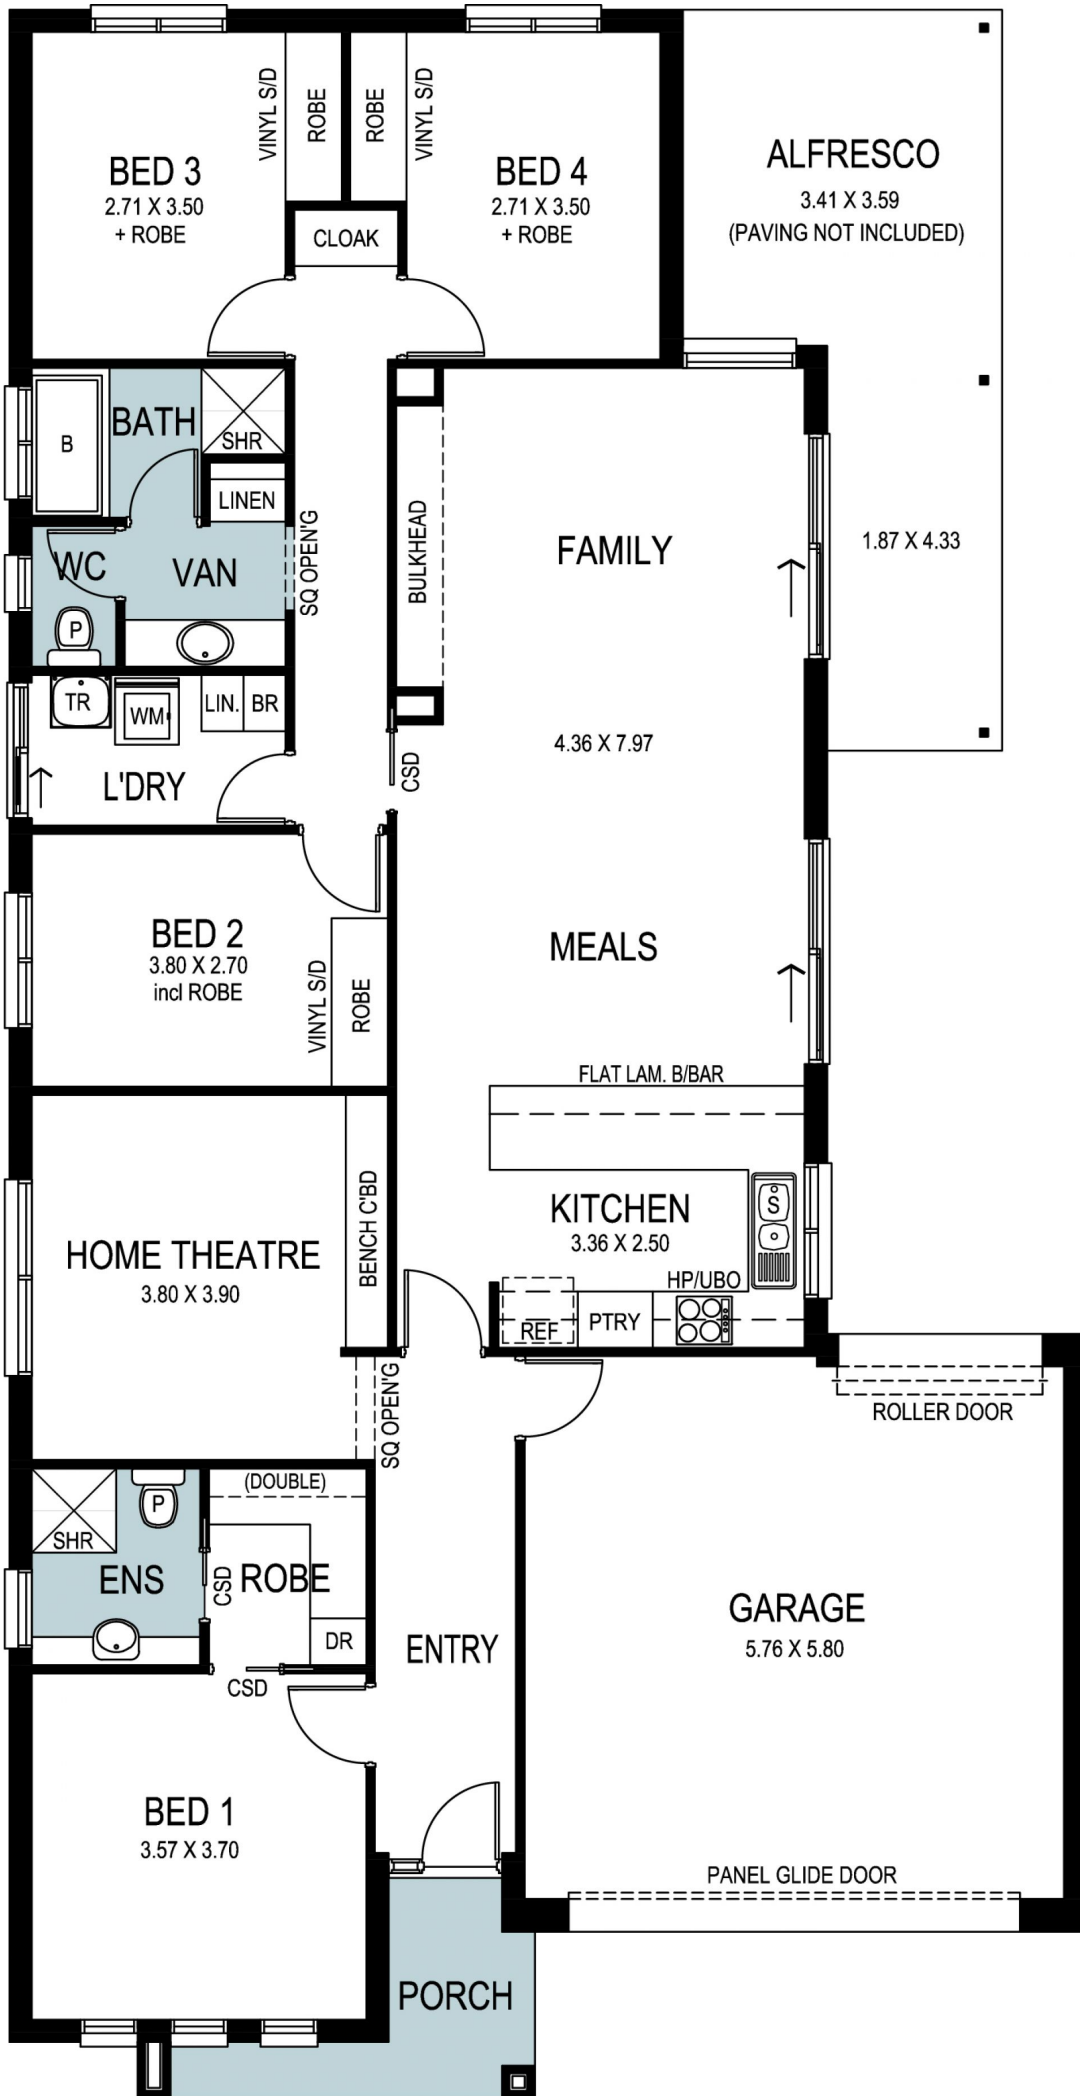 VINYL S/D
ROBE
ROBE
VINYL S/D
BED 3
2.71 X 3.50
+ ROBE
BED 4
2.71 X 3.50
+ ROBE
ALFRESCO
3.41 X 3.59
(PAVING NOT INCLUDED)
CLOAK
BATH
B
SHR
LINEN
SQ OPEN'G
WC
VAN
P
BULKHEAD
FAMILY
1.87 X 4.33
4.36 X 7.97
TR
WM
LIN.
BR
L'DRY
CSD
BED 2
3.80 X 2.70
incl ROBE
VINYL S/D
ROBE
MEALS
FLAT LAM. B/BAR
KITCHEN
3.36 X 2.50
S
HP/UBO
REF
PTRY
HOME THEATRE
3.80 X 3.90
BENCH C'BD
SQ OPEN'G
ROLLER DOOR
(DOUBLE)
P
SHR
ENS
CSD
ROBE
DR
CSD
ENTRY
GARAGE
5.76 X 5.80
BED 1
3.57 X 3.70
PANEL GLIDE DOOR
PORCH